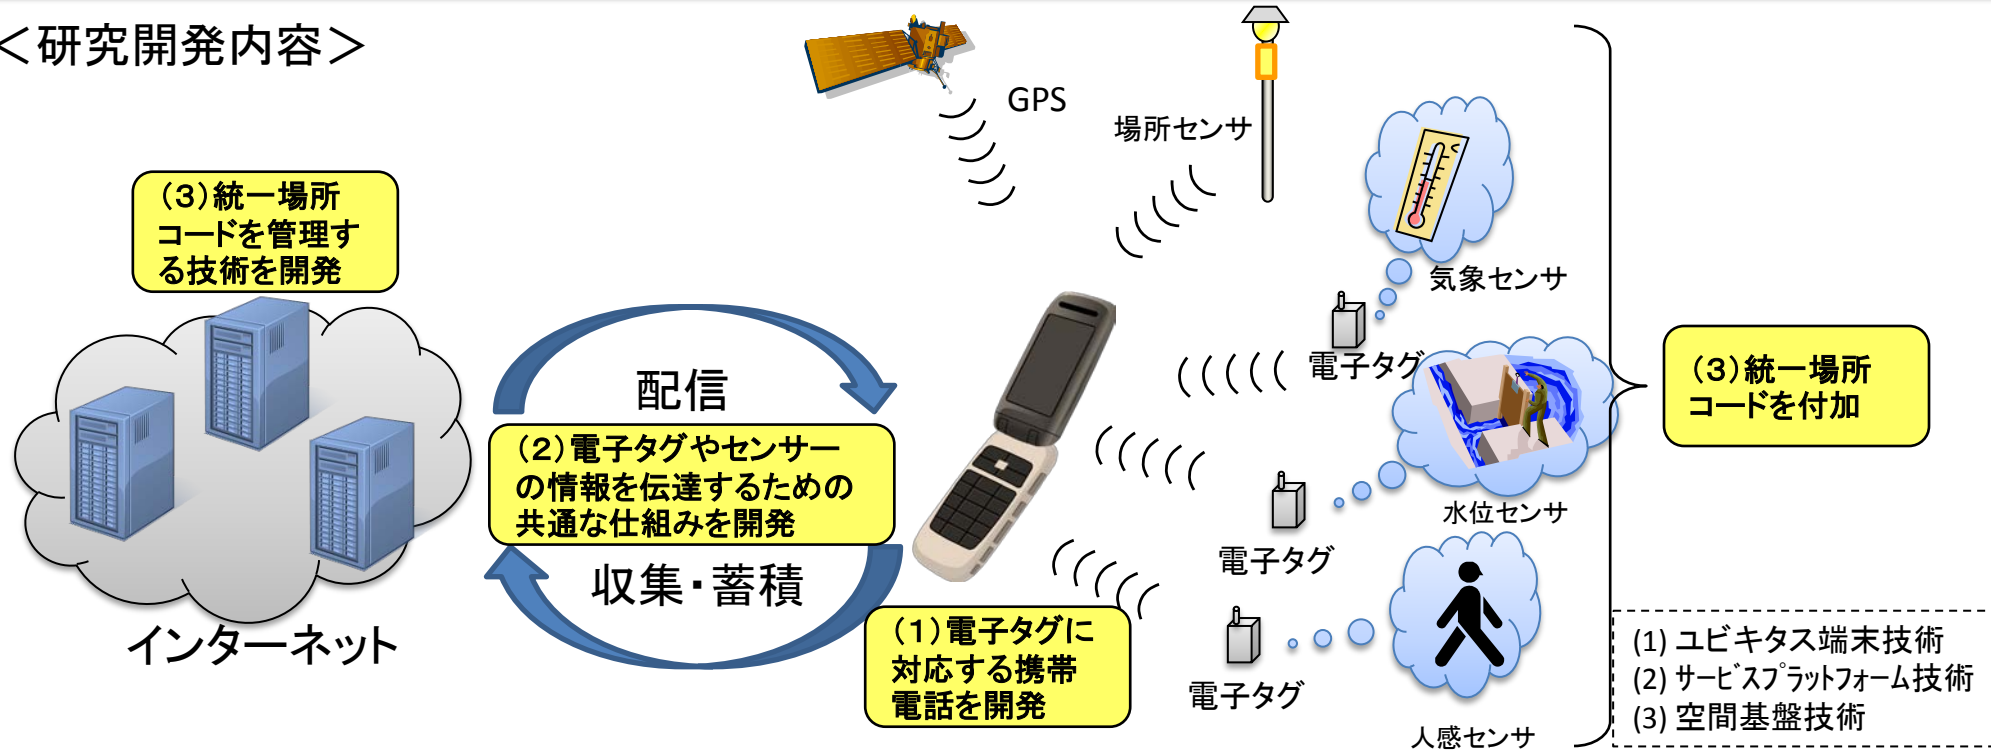 ＜研究開発内容＞
GPS
場所センサ
（３）統一場所
コードを管理す
る技術を開発
気象センサ
電子タグ
配信
（３）統一場所
コードを付加
（２）電子タグやセンサー
の情報を伝達するための
共通な仕組みを開発
水位センサ
電子タグ
収集・蓄積
インターネット
（１）電子タグに
対応する携帯
電話を開発
電子タグ
人感センサ
(1) ユビキタス端末技術
(2) ｻｰﾋﾞｽﾌﾟﾗｯﾄﾌｫｰﾑ技術
(3) 空間基盤技術